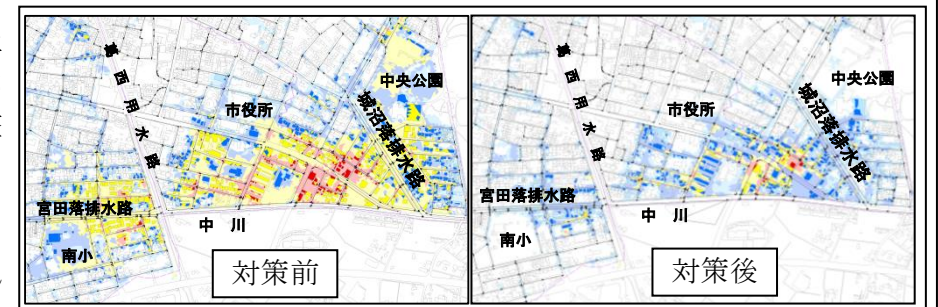 葛西用水路
市役所
中央公園
城沼落排水路
宮田落排水路
中川
南小
対策前
葛西用水路
市役所
中央公園
城沼落排水路
宮田落排水路
中川
南小
対策後